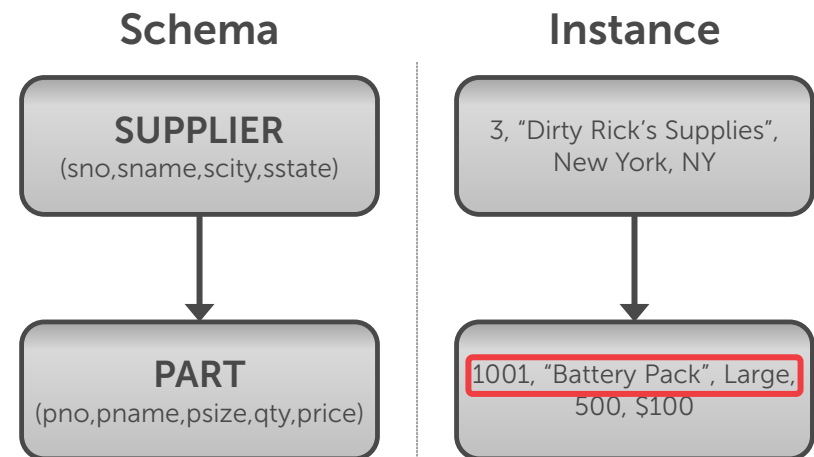 Schema
Instance
SUPPLIER
(sno,sname,scity,sstate)
3, “Dirty Rick’s Supplies”,
New York, NY
PART
(pno,pname,psize,qty,price)
1001, “Battery Pack”, Large,
500, $100